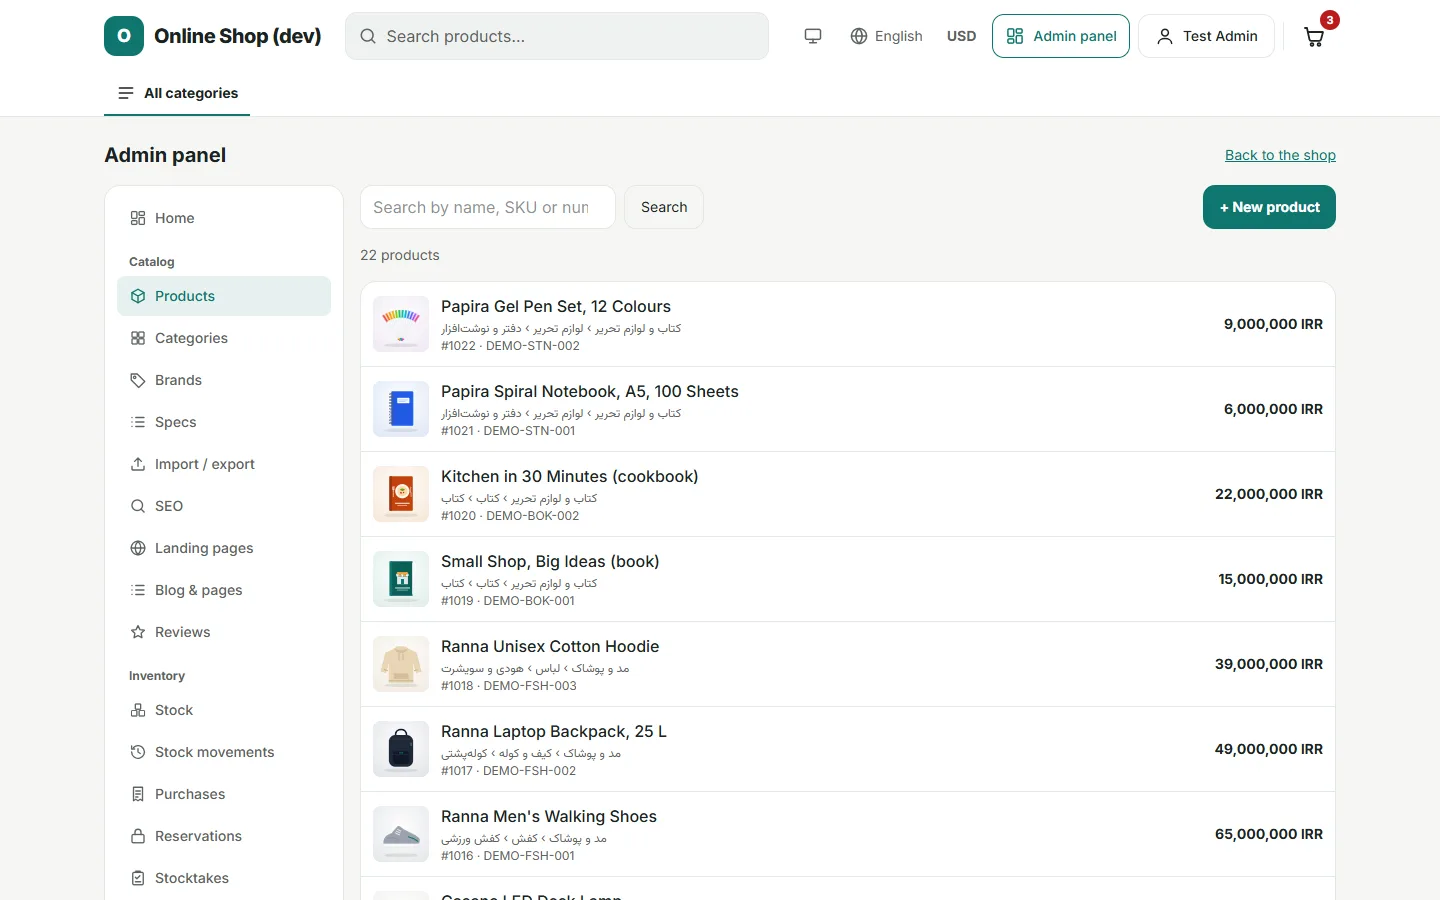 O Online Shop (dev)
Search products...
English
USD
Admin panel
Test Admin
3
All categories
Admin panel
Back to the shop
Home
Catalog
Products
Categories
Brands
Specs
Import / export
SEO
Landing pages
Blog & pages
Reviews
Inventory
Stock
Stock movements
Purchases
Reservations
Stocktakes
Search by name, SKU or nur
Search
+ New product
22 products
Papira Gel Pen Set, 12 Colours
کتاب و لوازم تحریر › لوازم تحریر › دفتر و نوشت‌افزار
#1022 · DEMO-STN-002
9,000,000 IRR
Papira Spiral Notebook, A5, 100 Sheets
کتاب و لوازم تحریر › لوازم تحریر › دفتر و نوشت‌افزار
#1021 · DEMO-STN-001
6,000,000 IRR
Kitchen in 30 Minutes (cookbook)
کتاب و لوازم تحریر › کتاب › کتاب
#1020 · DEMO-BOK-002
22,000,000 IRR
Small Shop, Big Ideas (book)
کتاب و لوازم تحریر › کتاب › کتاب
#1019 · DEMO-BOK-001
15,000,000 IRR
Ranna Unisex Cotton Hoodie
مد و پوشاک › لباس › هودی و سویشرت
#1018 · DEMO-FSH-003
39,000,000 IRR
Ranna Laptop Backpack, 25 L
مد و پوشاک › کیف و کوله › کوله‌پشتی
#1017 · DEMO-FSH-002
49,000,000 IRR
Ranna Men's Walking Shoes
مد و پوشاک › کفش › کفش ورزشی
#1016 · DEMO-FSH-001
65,000,000 IRR